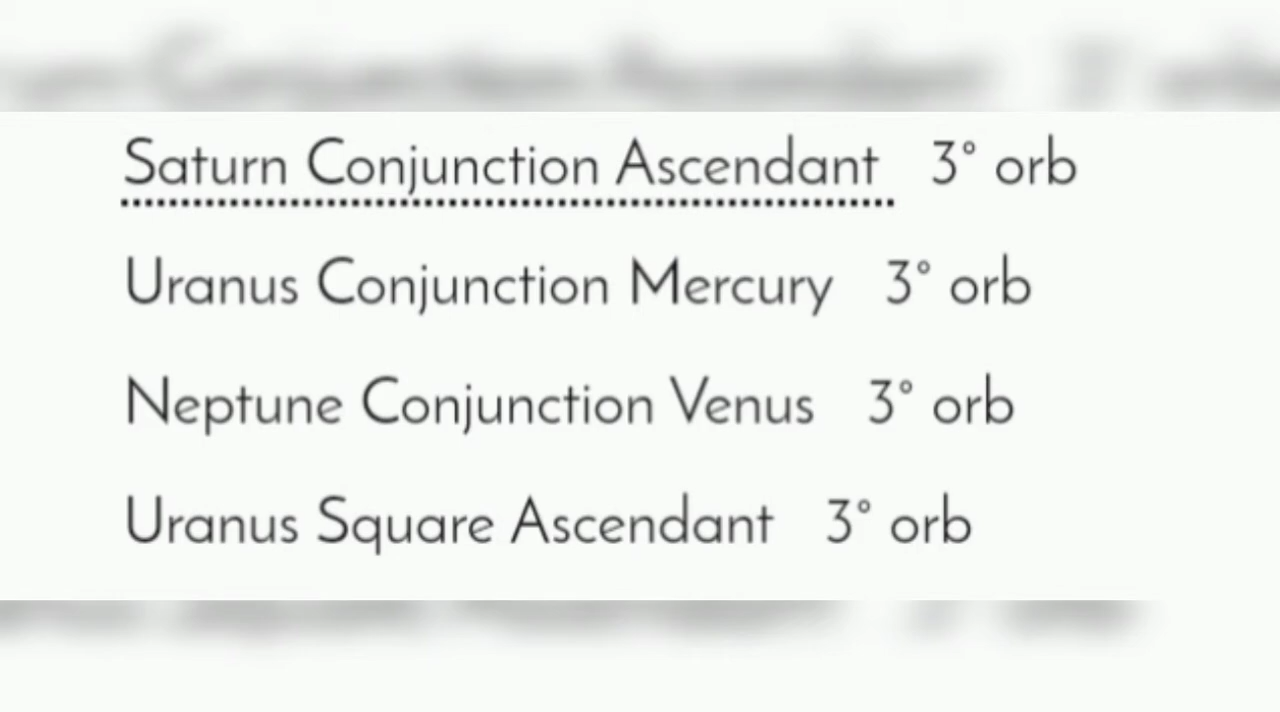 Saturn Conjunction Ascendant 3° orb
Uranus Conjunction Mercury 3° orb
Neptune Conjunction Venus 3° orb
Uranus Square Ascendant 3° orb